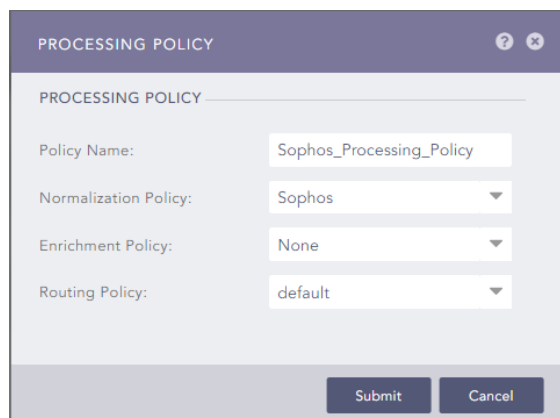 PROCESSING POLICY
PROCESSING POLICY
Policy Name: Sophos_Processing_Policy
Normalization Policy: Sophos
Enrichment Policy: None
Routing Policy: default
Submit Cancel